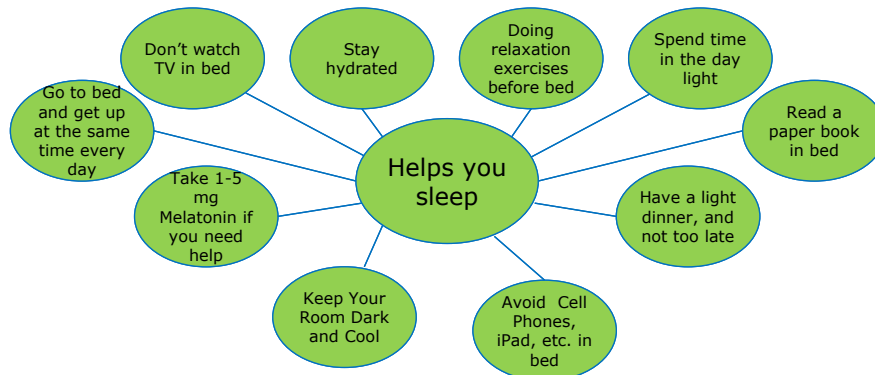 Don't watch
TV in bed
Stay
hydrated
Doing
relaxation
exercises
before bed
Spend time
in the day
light
Go to bed
and get up
at the same
time every
day
Read a
paper book
in bed
Helps you
sleep
Take 1-5
mg
Melatonin if
you need
help
Have a light
dinner, and
not too late
Keep Your
Room Dark
and Cool
Avoid  Cell
Phones,
iPad, etc. in
bed